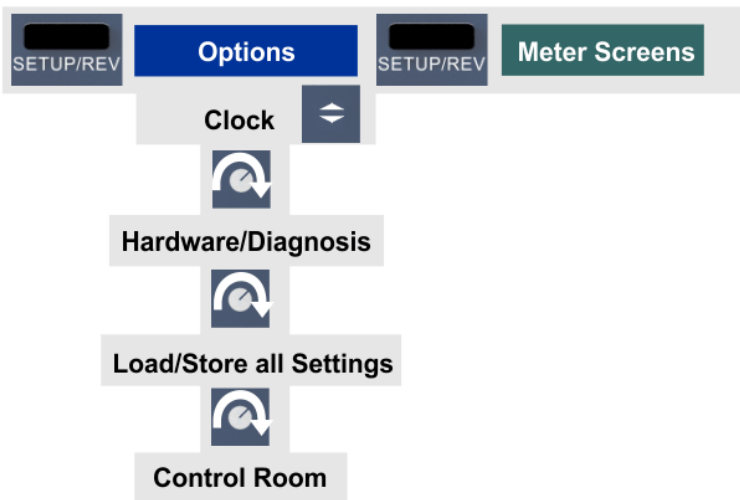 SETUP/REV Options SETUP/REV Meter Screens
Clock
Hardware/Diagnosis
Load/Store all Settings
Control Room